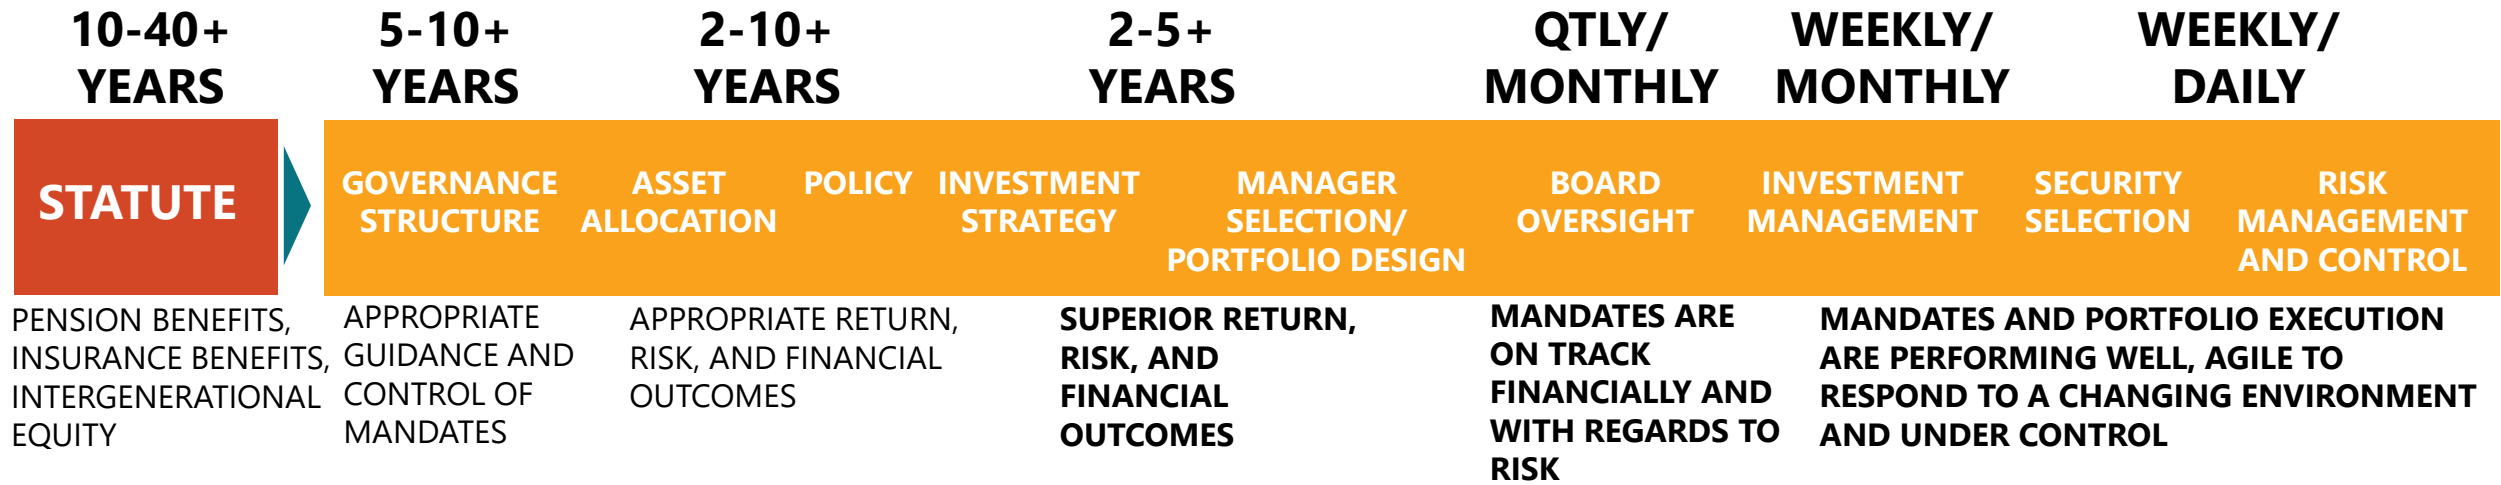 10-40+
YEARS
5-10+
YEARS
2-10+
YEARS
2-5+
YEARS
QTLY/
MONTHLY
WEEKLY/
MONTHLY
WEEKLY/
DAILY
STATUTE
GOVERNANCE
STRUCTURE
ASSET
ALLOCATION
POLICY
INVESTMENT
STRATEGY
MANAGER
SELECTION/
PORTFOLIO DESIGN
BOARD
OVERSIGHT
INVESTMENT
MANAGEMENT
SECURITY
SELECTION
RISK
MANAGEMENT
AND CONTROL
PENSION BENEFITS,
INSURANCE BENEFITS,
INTERGENERATIONAL
EQUITY
APPROPRIATE
GUIDANCE AND
CONTROL OF
MANDATES
APPROPRIATE RETURN,
RISK, AND FINANCIAL
OUTCOMES
SUPERIOR RETURN,
RISK, AND
FINANCIAL
OUTCOMES
MANDATES ARE
ON TRACK
FINANCIALLY AND
WITH REGARDS TO
RISK
MANDATES AND PORTFOLIO EXECUTION
ARE PERFORMING WELL, AGILE TO
RESPOND TO A CHANGING ENVIRONMENT
AND UNDER CONTROL